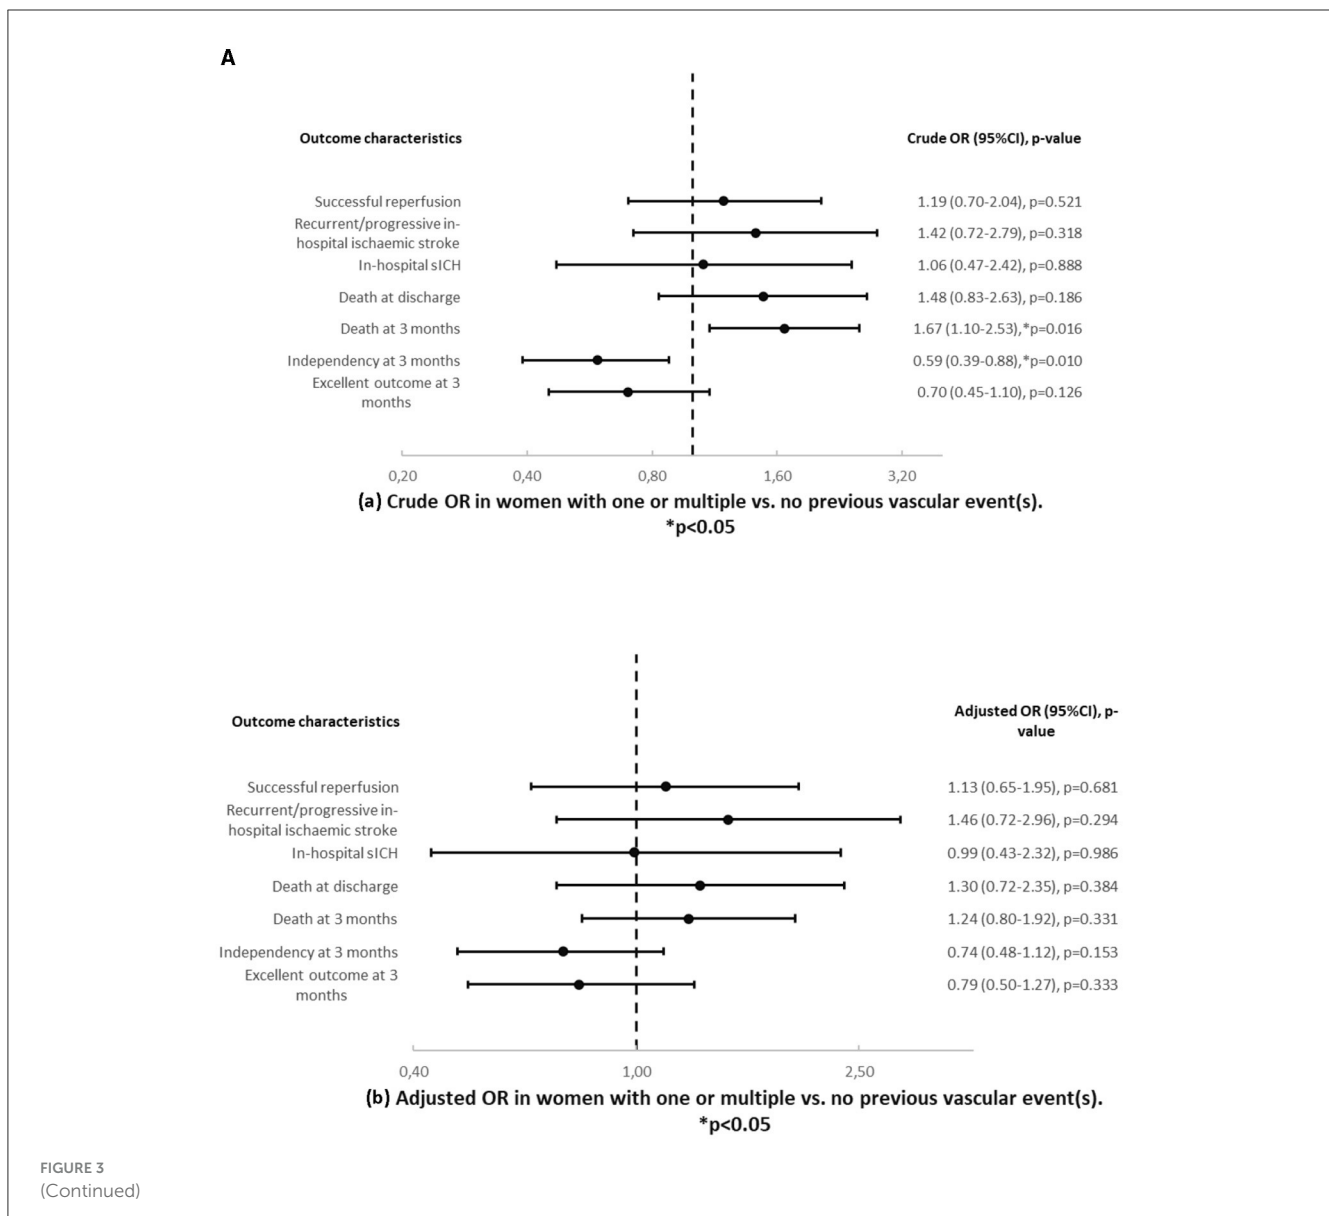 A
Outcome characteristics Crude OR (95%CI), p-value
Successful reperfusion 1.19 (0.70-2.04), p=0.521
Recurrent/progressive in-
hospital ischaemic stroke 1.42 (0.72-2.79), p=0.318
In-hospital sICH 1.06 (0.47-2.42), p=0.888
Death at discharge 1.48 (0.83-2.63), p=0.186
Death at 3 months 1.67 (1.10-2.53),*p=0.016
Independency at 3 months 0.59 (0.39-0.88),*p=0.010
Excellent outcome at 3
months 0.70 (0.45-1.10), p=0.126
0,20 0,40 0,80 1,60 3,20
(a) Crude OR in women with one or multiple vs. no previous vascular event(s).
*p<0.05
Outcome characteristics Adjusted OR (95%CI), p-
value
Successful reperfusion 1.13 (0.65-1.95), p=0.681
Recurrent/progressive in-
hospital ischaemic stroke 1.46 (0.72-2.96), p=0.294
In-hospital sICH 0.99 (0.43-2.32), p=0.986
Death at discharge 1.30 (0.72-2.35), p=0.384
Death at 3 months 1.24 (0.80-1.92), p=0.331
Independency at 3 months 0.74 (0.48-1.12), p=0.153
Excellent outcome at 3
months 0.79 (0.50-1.27), p=0.333
0,40 1,00 2,50
(b) Adjusted OR in women with one or multiple vs. no previous vascular event(s).
*p<0.05
FIGURE 3
(Continued)